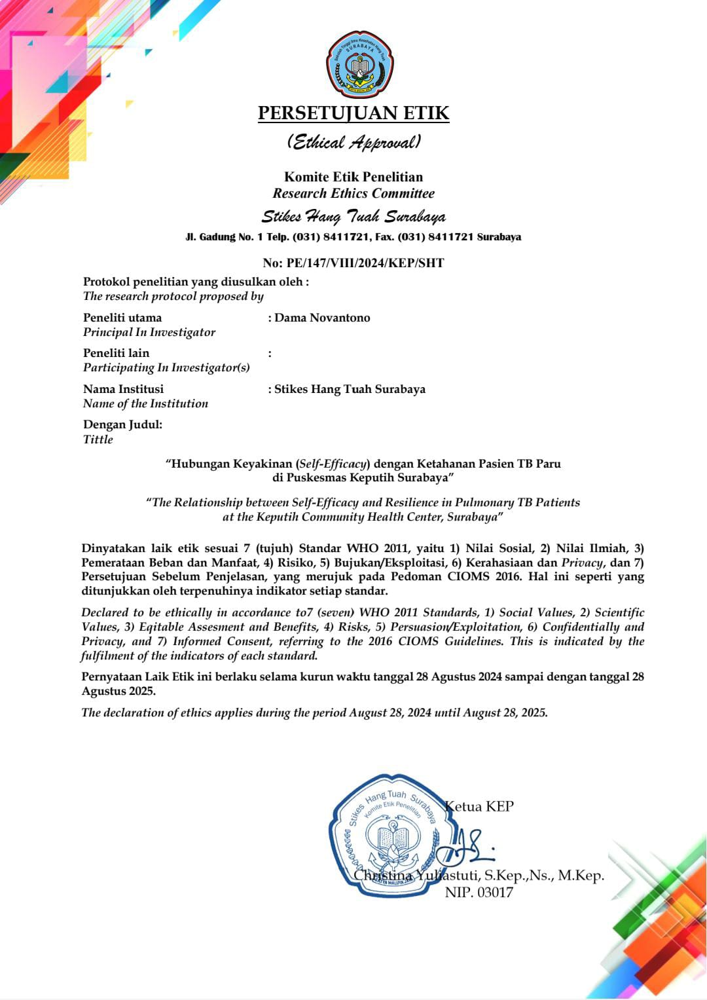 Sekolah Tinggi Ilmu Kesehatan Hang Tuah
SURABAYA
PERSETUJUAN ETIK
(Ethical Approval)
Komite Etik Penelitian
Research Ethics Committee
Stikes Hang Tuah Surabaya
Jl. Gadung No. 1 Telp. (031) 8411721, Fax. (031) 8411721 Surabaya
No: PE/147/VIII/2024/KEP/SHT
Protokol penelitian yang diusulkan oleh :
The research protocol proposed by
Peneliti utama : Dama Novantono
Principal In Investigator
Peneliti lain :
Participating In Investigator(s)
Nama Institusi : Stikes Hang Tuah Surabaya
Name of the Institution
Dengan Judul:
Tittle
“Hubungan Keyakinan (Self-Efficacy) dengan Ketahanan Pasien TB Paru
di Puskesmas Keputih Surabaya”
“The Relationship between Self-Efficacy and Resilience in Pulmonary TB Patients
at the Keputih Community Health Center, Surabaya”
Dinyatakan laik etik sesuai 7 (tujuh) Standar WHO 2011, yaitu 1) Nilai Sosial, 2) Nilai Ilmiah, 3)
Pemerataan Beban dan Manfaat, 4) Risiko, 5) Bujukan/Eksploitasi, 6) Kerahasiaan dan Privacy, dan 7)
Persetujuan Sebelum Penjelasan, yang merujuk pada Pedoman CIOMS 2016. Hal ini seperti yang
ditunjukkan oleh terpenuhinya indikator setiap standar.
Declared to be ethically in accordance to7 (seven) WHO 2011 Standards, 1) Social Values, 2) Scientific
Values, 3) Eqitable Assesment and Benefits, 4) Risks, 5) Persuasion/Exploitation, 6) Confidentially and
Privacy, and 7) Informed Consent, referring to the 2016 CIOMS Guidelines. This is indicated by the
fulfilment of the indicators of each standard.
Pernyataan Laik Etik ini berlaku selama kurun waktu tanggal 28 Agustus 2024 sampai dengan tanggal 28
Agustus 2025.
The declaration of ethics applies during the period August 28, 2024 until August 28, 2025.
Stikes Hang Tuah Surabaya
Komite Etik Penelitian
Ketua KEP
Christina Yuliastuti, S.Kep.,Ns., M.Kep.
NIP. 03017